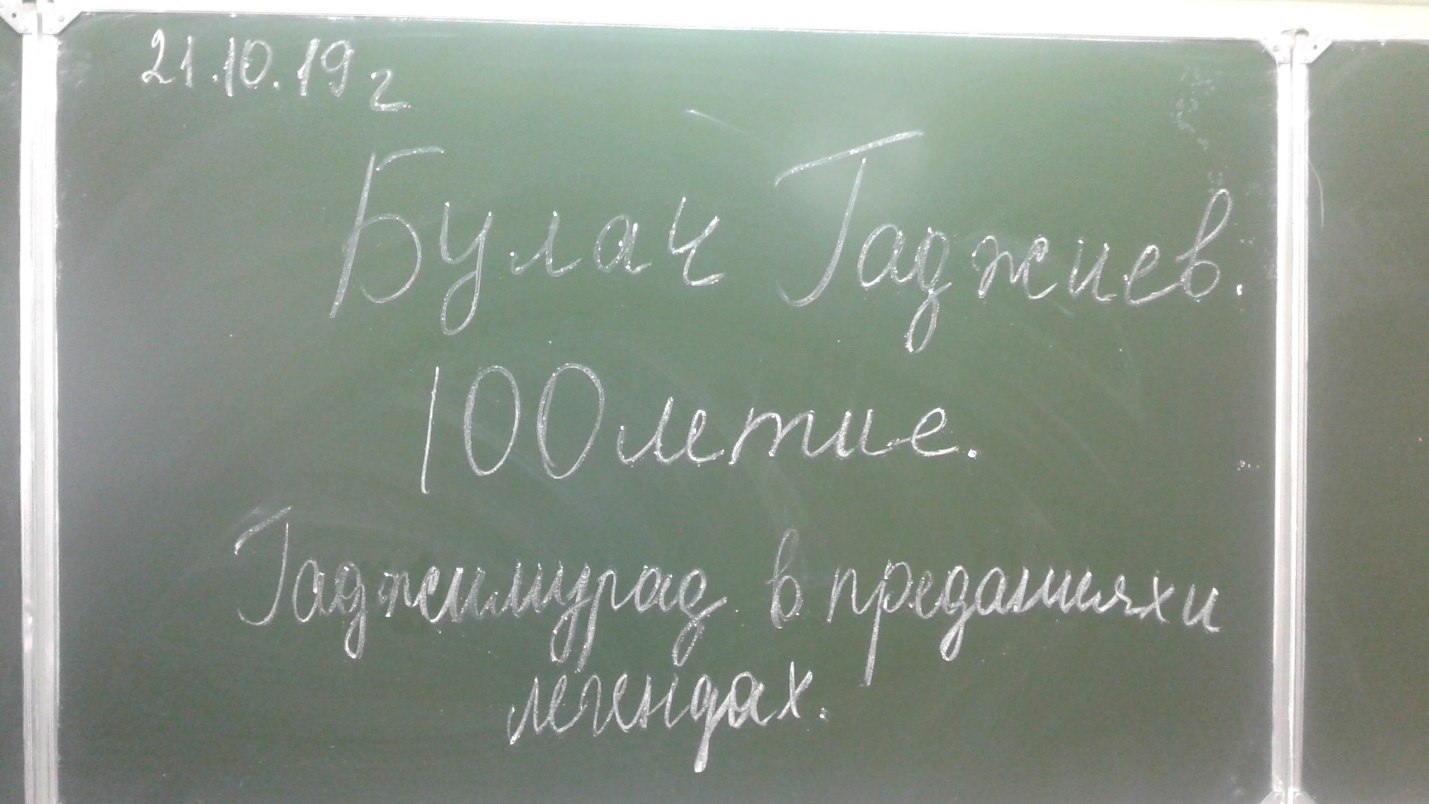 21.10.19 г
Булач Гаджиев.
100летие.
Гаджимурад в преданиях и
легендах.